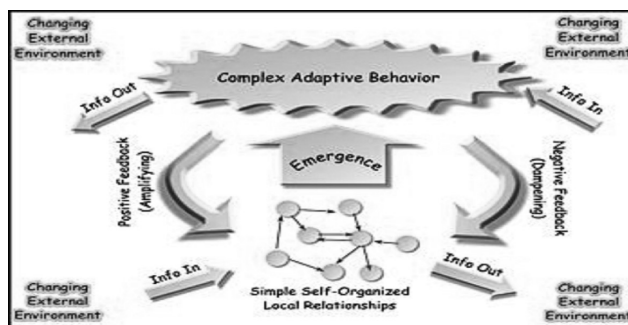 Changing
External
Environment
Changing
External
Environment
Complex Adaptive Behavior
Info Out
Info In
Positive Feedback
(Amplifying)
Emergence
Negative Feedback
(Dampening)
Info In
Info Out
Simple Self-Organized
Local Relationships
Changing
External
Environment
Changing
External
Environment